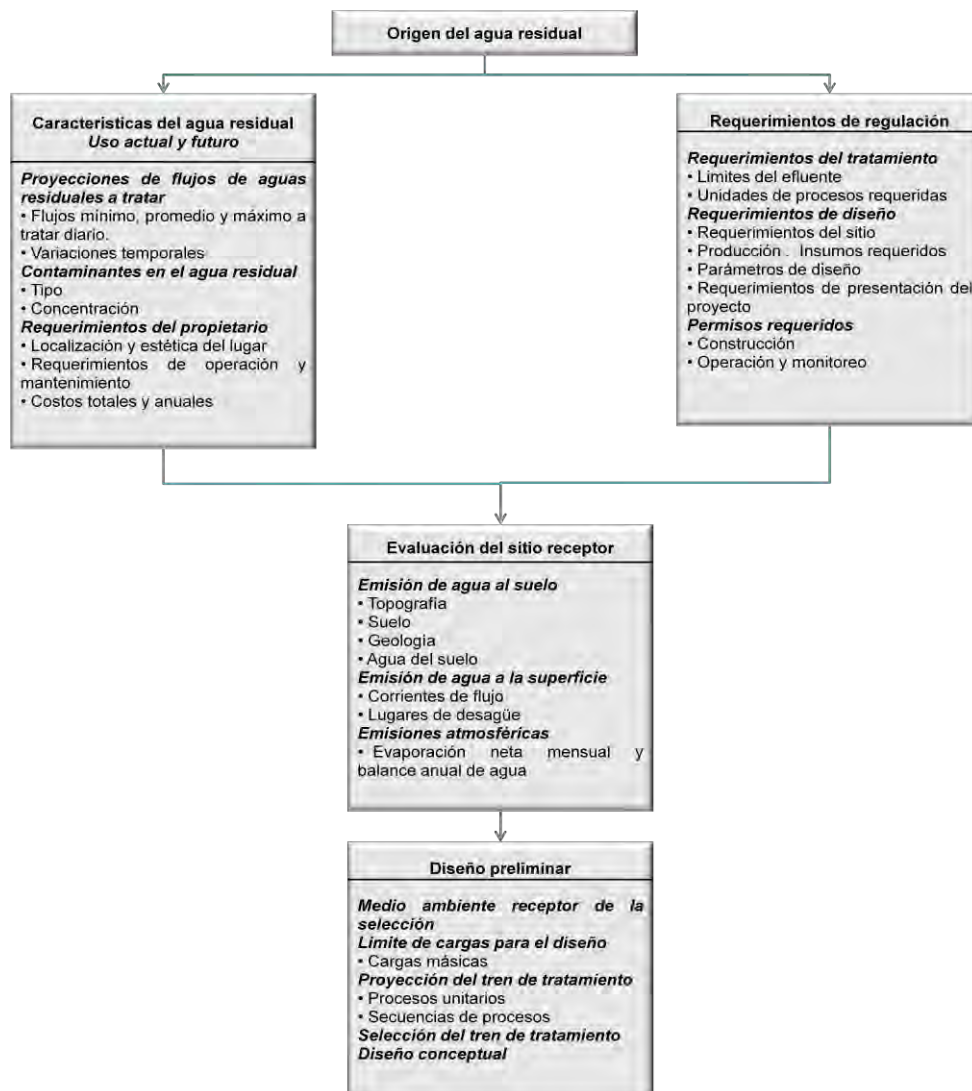 Origen del agua residual
Caracteristicas del agua residual
Uso actual y futuro
Proyecciones de flujos de aguas
residuales a tratar
• Flujos mínimo, promedio y máximo a
tratar diario.
• Variaciones temporales
Contaminantes en el agua residual
• Tipo
• Concentración
Requerimientos del propietario
• Localización y estética del lugar
• Requerimientos de operación y
mantenimiento
• Costos totales y anuales
Requerimientos de regulación
Requerimientos del tratamiento
• Limites del efluente
• Unidades de procesos requeridas
Requerimientos de diseño
• Requerimientos del sitio
• Producción . Insumos requeridos
• Parámetros de diseño
• Requerimientos de presentación del
proyecto
Permisos requeridos
• Construcción
• Operación y monitoreo
Evaluación del sitio receptor
Emisión de agua al suelo
• Topografia
• Suelo
• Geologia
• Agua del suelo
Emisión de agua a la superficie
• Corrientes de flujo
• Lugares de desagüe
Emisiones atmosféricas
• Evaporación neta mensual y
balance anual de agua
Diseño preliminar
Medio ambiente receptor de la
selección
Limite de cargas para el diseño
• Cargas másicas
Proyección del tren de tratamiento
• Procesos unitarios
• Secuencias de procesos
Selección del tren de tratamiento
Diseño conceptual